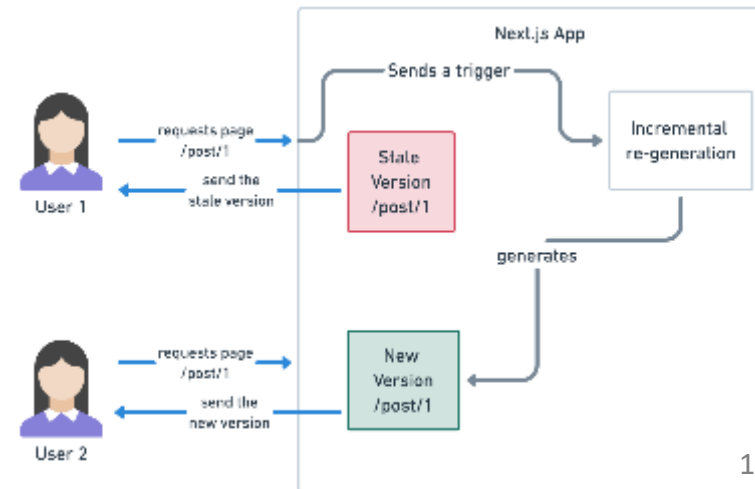 Next.js App
Sends a trigger
requests page
/post/1
Incremental
re-generation
Stale
Version
/post/1
send the
stale version
User 1
generates
requests page
/post/1
New
Version
/post/1
send the
new version
User 2
1